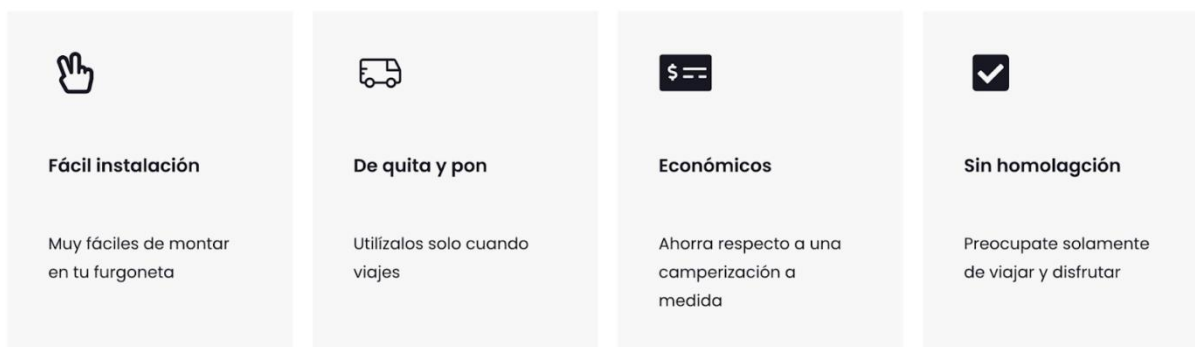 Fácil instalación
Muy fáciles de montar
en tu furgoneta
De quita y pon
Utilízalos solo cuando
viajes
$
Económicos
Ahorra respecto a una
camperización a
medida
Sin homolagción
Preocupate solamente
de viajar y disfrutar